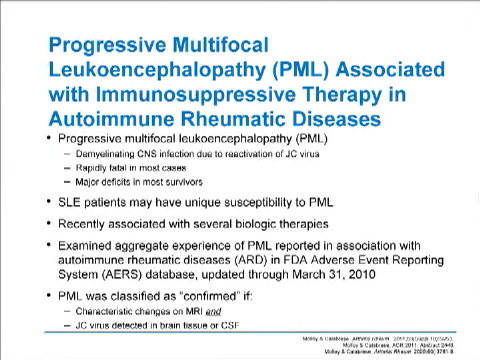 Progressive Multifocal
Leukoencephalopathy (PML) Associated
with Immunosuppressive Therapy in
Autoimmune Rheumatic Diseases
• Progressive multifocal leukoencephalopathy (PML)
– Demyelinating CNS infection due to reactivation of JC virus
– Rapidly fatal in most cases
– Major deficits in most survivors
• SLE patients may have unique susceptibility to PML
• Recently associated with several biologic therapies
• Examined aggregate experience of PML reported in association with
autoimmune rheumatic diseases (ARD) in FDA Adverse Event Reporting
System (AERS) database, updated through March 31, 2010
• PML was classified as "confirmed" if:
– Characteristic changes on MRI and
– JC virus detected in brain tissue or CSF
Molloy & Calabrese. Arthritis Rheum.
Molloy & Calabrese. ACR 2011. Abstract
Molloy & Calabrese. Arthritis Rheum.